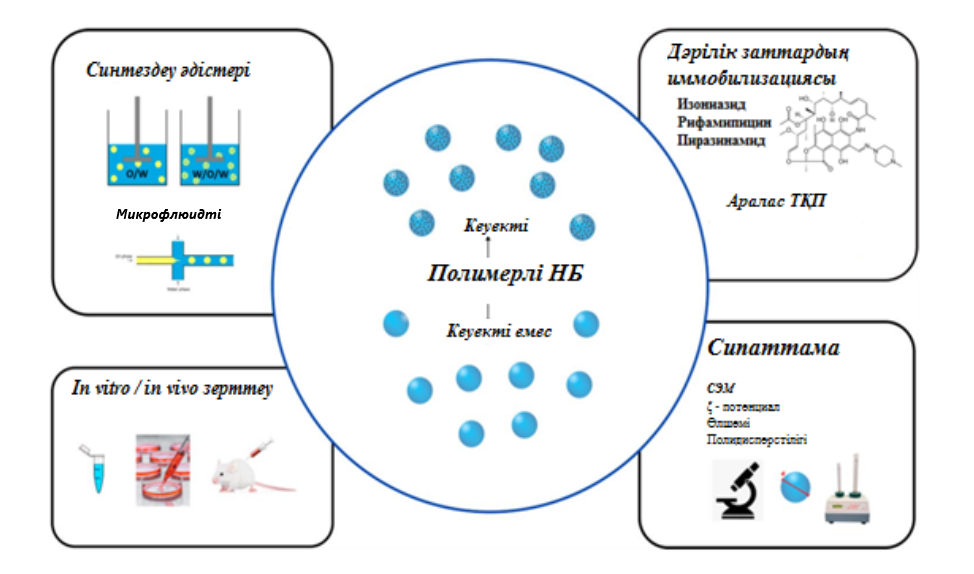 Синтездеу әдістері
O/W
W/O/W
Микрофлюидті
Дәрілік заттардың
иммобилизациясы
Изониазид
Рифамипицин
Пиразинамид
Аралас ТҚП
Кеуекті
Полимерлі НБ
Кеуекті емес
In vitro / in vivo зерттеу
Сипаттама
СЭМ
ζ - потенциал
Өлшемі
Полидисперстілігі